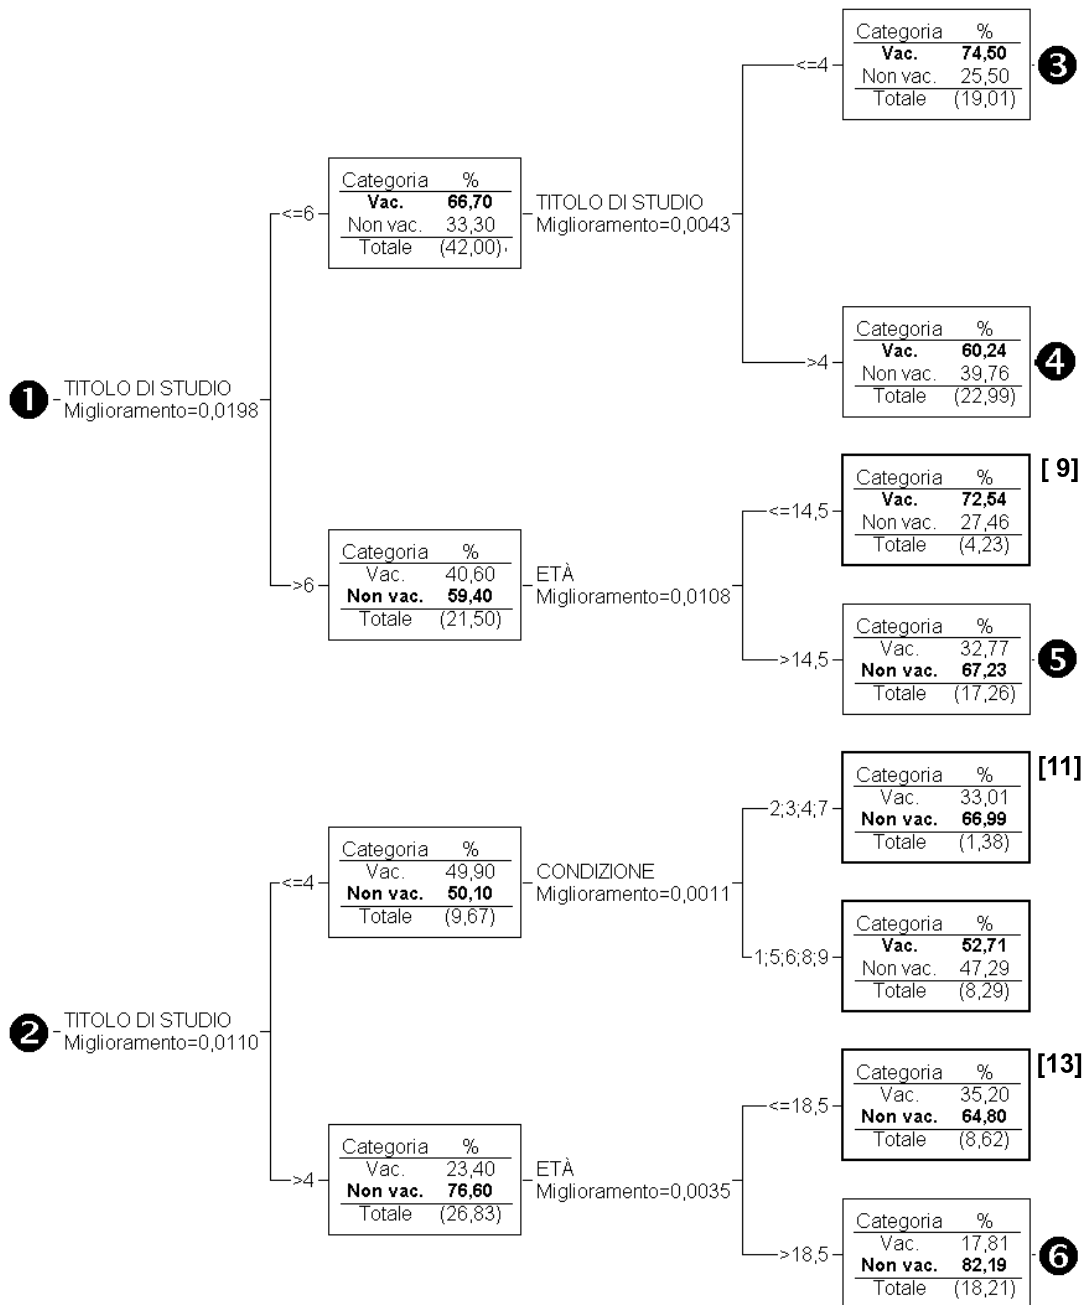 Categoria %
Vac. 74,50
Non vac. 25,50
Totale (19,01)
<=4
3
Categoria %
Vac. 66,70
Non vac. 33,30
Totale (42,00)
<=6
TITOLO DI STUDIO
Miglioramento=0,0043
Categoria %
Vac. 60,24
Non vac. 39,76
Totale (22,99)
>4
4
1
TITOLO DI STUDIO
Miglioramento=0,0198
[ 9]
Categoria %
Vac. 72,54
Non vac. 27,46
Totale (4,23)
<=14,5
Categoria %
Vac. 40,60
Non vac. 59,40
Totale (21,50)
>6
ETÀ
Miglioramento=0,0108
Categoria %
Vac. 32,77
Non vac. 67,23
Totale (17,26)
>14,5
5
[11]
Categoria %
Vac. 33,01
Non vac. 66,99
Totale (1,38)
2;3;4;7
Categoria %
Vac. 49,90
Non vac. 50,10
Totale (9,67)
<=4
CONDIZIONE
Miglioramento=0,0011
Categoria %
Vac. 52,71
Non vac. 47,29
Totale (8,29)
1;5;6;8;9
2
TITOLO DI STUDIO
Miglioramento=0,0110
[13]
Categoria %
Vac. 35,20
Non vac. 64,80
Totale (8,62)
<=18,5
Categoria %
Vac. 23,40
Non vac. 76,60
Totale (26,83)
>4
ETÀ
Miglioramento=0,0035
Categoria %
Vac. 17,81
Non vac. 82,19
Totale (18,21)
>18,5
6